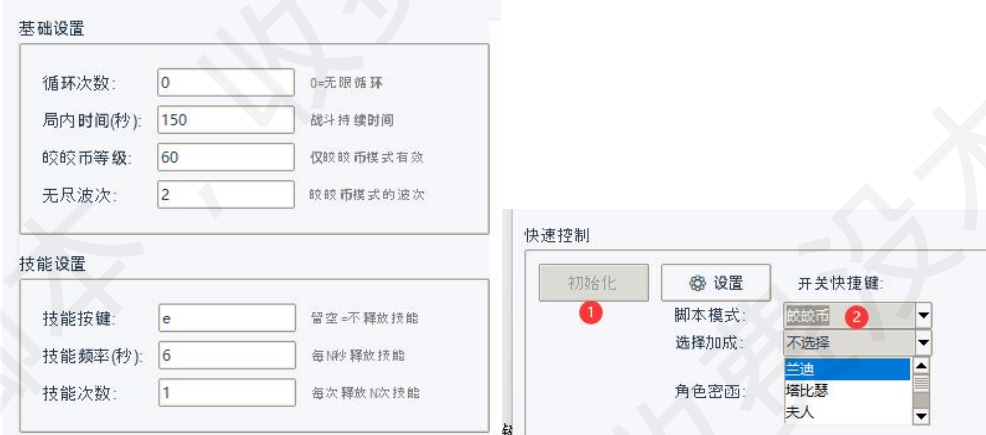 基础设置
循环次数: 0 0=无限循环
局内时间(秒): 150 战斗持续时间
皎皎币等级: 60 仅皎皎币模式有效
无尽波次: 2 皎皎币模式的波次
技能设置
技能按键: e 留空=不释放技能
技能频率(秒): 6 每N秒释放技能
技能次数: 1 每次释放N次技能
快速控制
初始化 设置 开关快捷键:
1
脚本模式: 皎皎币 2
选择加成: 不选择
兰迪
角色密函: 塔比瑟
夫人